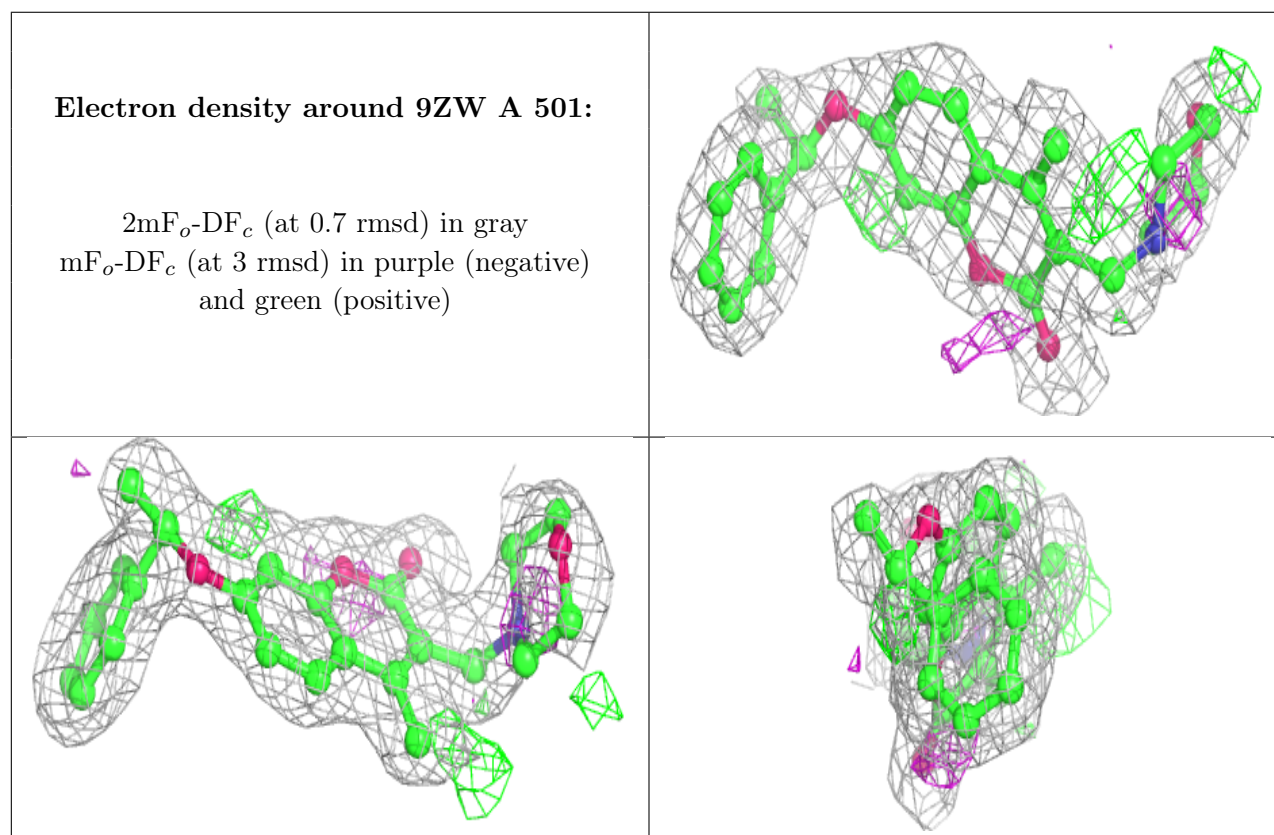 Electron density around 9ZW A 501:
2mFo-DFc (at 0.7 rmsd) in gray
mFo-DFc (at 3 rmsd) in purple (negative)
and green (positive)